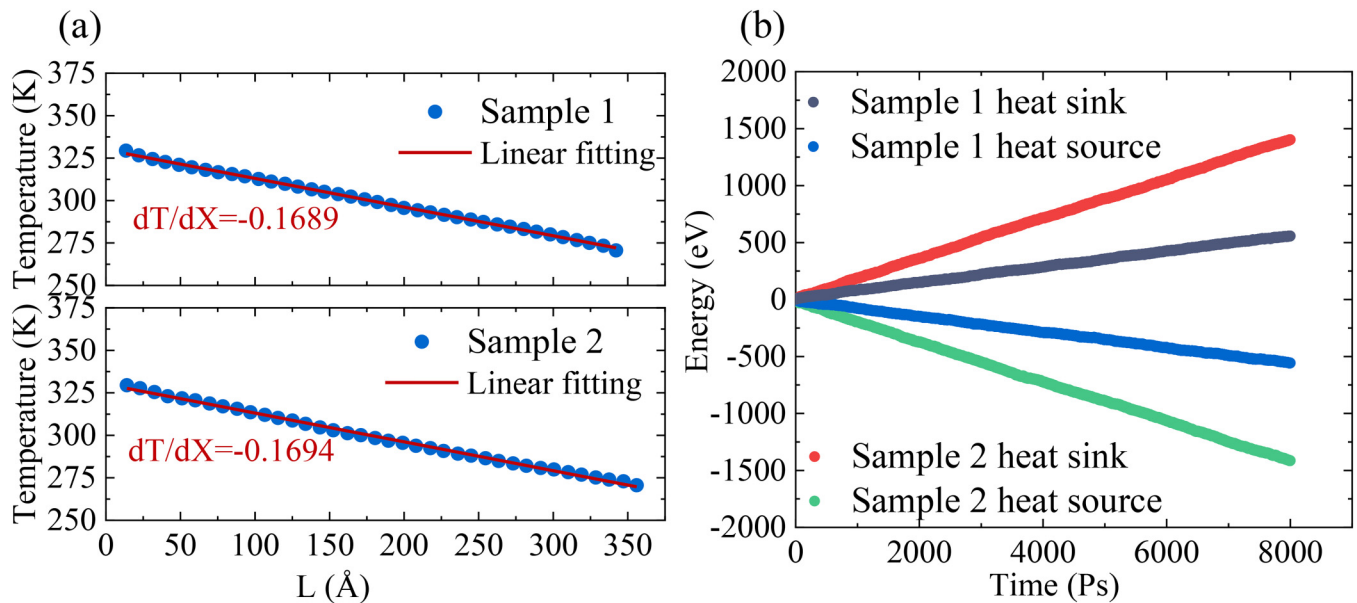 (a)
375
350
325
300
275
250
Temperature (K)
Sample 1
Linear fitting
dT/dX=-0.1689
375
350
325
300
275
250
Temperature (K)
Sample 2
Linear fitting
dT/dX=-0.1694
0 50 100 150 200 250 300 350
L (Å)
(b)
2000
1500
1000
500
0
-500
-1000
-1500
-2000
Energy (eV)
Sample 1 heat sink
Sample 1 heat source
Sample 2 heat sink
Sample 2 heat source
0 2000 4000 6000 8000
Time (Ps)